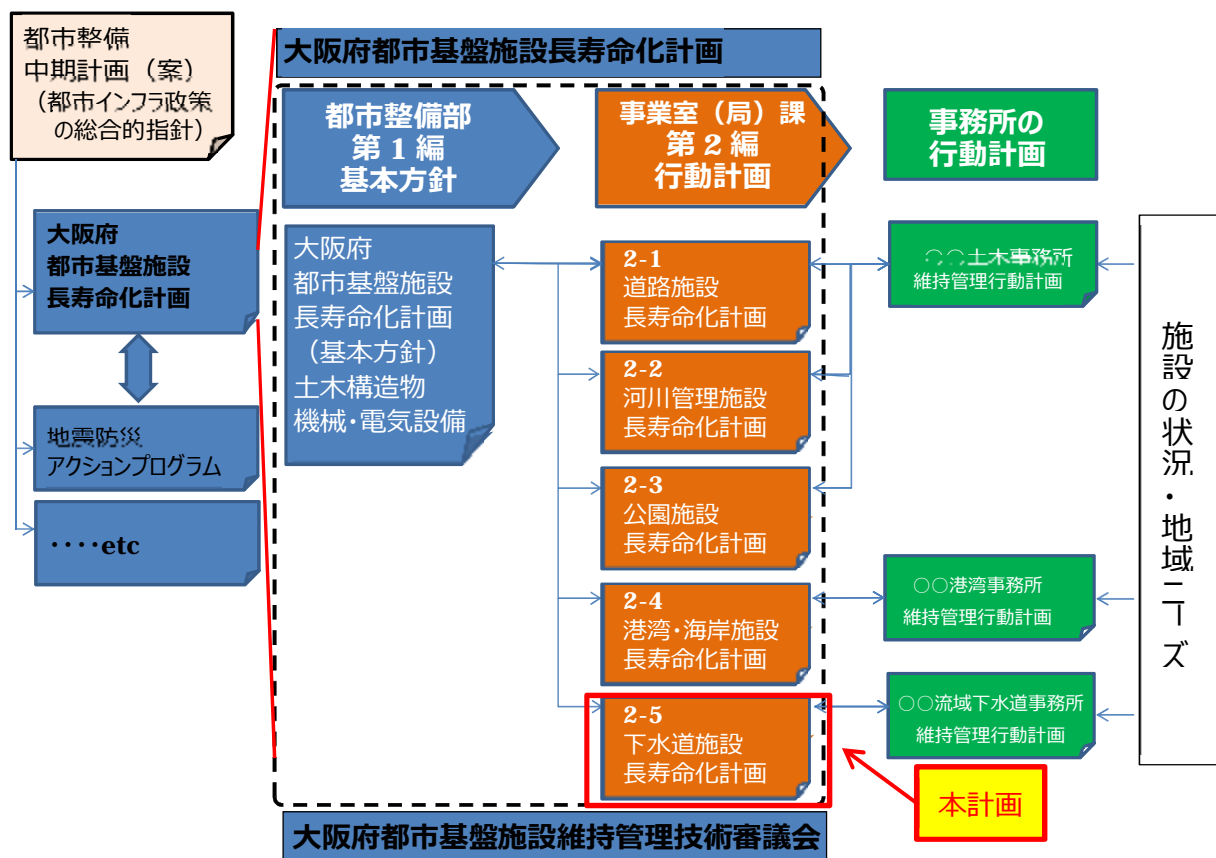 都市整備
中期計画（案）
（都市インフラ政策
の総合的指針）
大阪府
都市基盤施設
長寿命化計画
地震防災
アクションプログラム
・・・・etc
大阪府都市基盤施設長寿命化計画
都市整備部
第１編
基本方針
事業室（局）課
第２編
行動計画
事務所の
行動計画
大阪府
都市基盤施設
長寿命化計画
（基本方針）
土木構造物
機械・電気設備
2-1
道路施設
長寿命化計画
2-2
河川管理施設
長寿命化計画
2-3
公園施設
長寿命化計画
2-4
港湾・海岸施設
長寿命化計画
2-5
下水道施設
長寿命化計画
○○土木事務所
維持管理行動計画
○○港湾事務所
維持管理行動計画
○○流域下水道事務所
維持管理行動計画
施設の状況・地域ニーズ
本計画
大阪府都市基盤施設維持管理技術審議会